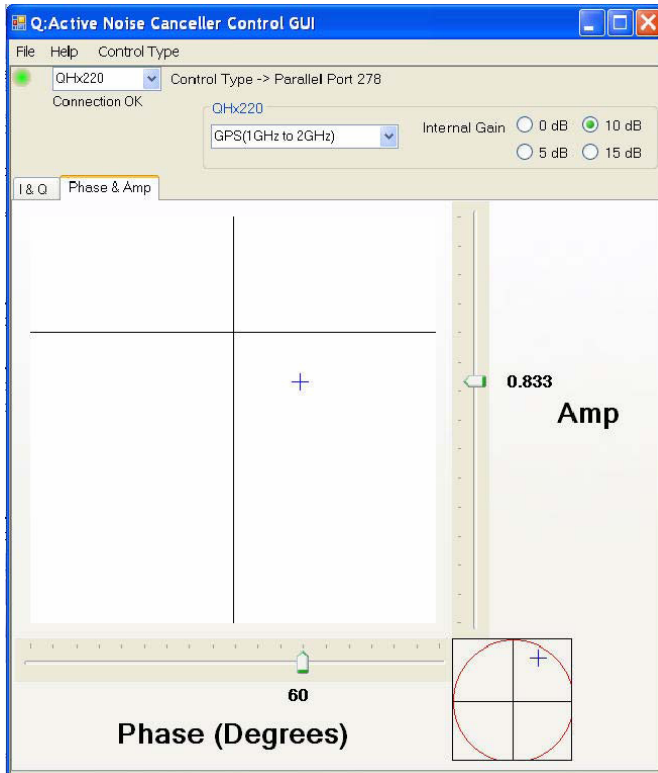 Q:Active Noise Canceller Control GUI
File Help Control Type
QHx220 Control Type -> Parallel Port 278
Connection OK
QHx220
GPS(1GHz to 2GHz)
Internal Gain 0 dB 10 dB
5 dB 15 dB
I & Q Phase & Amp
0.833
Amp
60
Phase (Degrees)